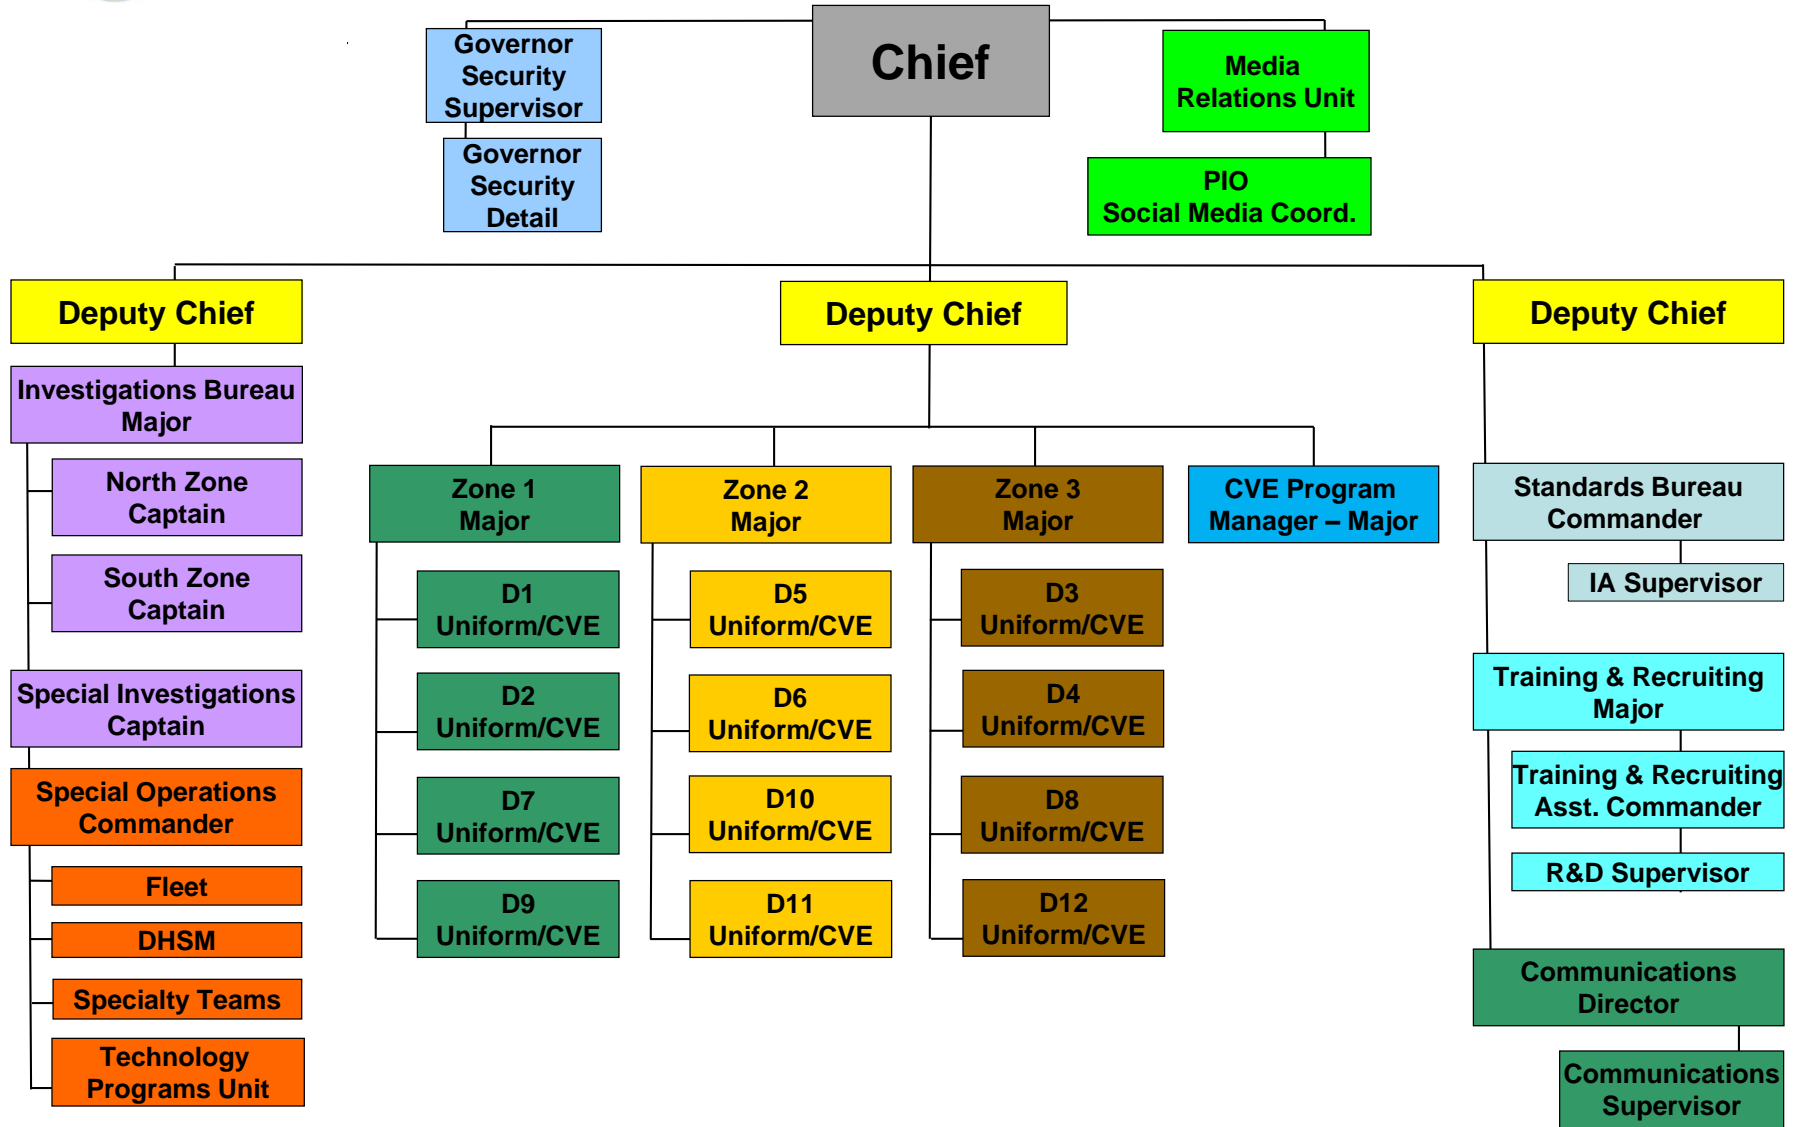 Chief
Governor
Security
Supervisor
Governor
Security
Detail
Media
Relations Unit
PIO
Social Media Coord.
Deputy Chief
Deputy Chief
Deputy Chief
Investigations Bureau
Major
North Zone
Captain
South Zone
Captain
Special Investigations
Captain
Special Operations
Commander
Fleet
DHSM
Specialty Teams
Technology
Programs Unit
Zone 1
Major
D1
Uniform/CVE
D2
Uniform/CVE
D7
Uniform/CVE
D9
Uniform/CVE
Zone 2
Major
D5
Uniform/CVE
D6
Uniform/CVE
D10
Uniform/CVE
D11
Uniform/CVE
Zone 3
Major
D3
Uniform/CVE
D4
Uniform/CVE
D8
Uniform/CVE
D12
Uniform/CVE
CVE Program
Manager – Major
Standards Bureau
Commander
IA Supervisor
Training & Recruiting
Major
Training & Recruiting
Asst. Commander
R&D Supervisor
Communications
Director
Communications
Supervisor